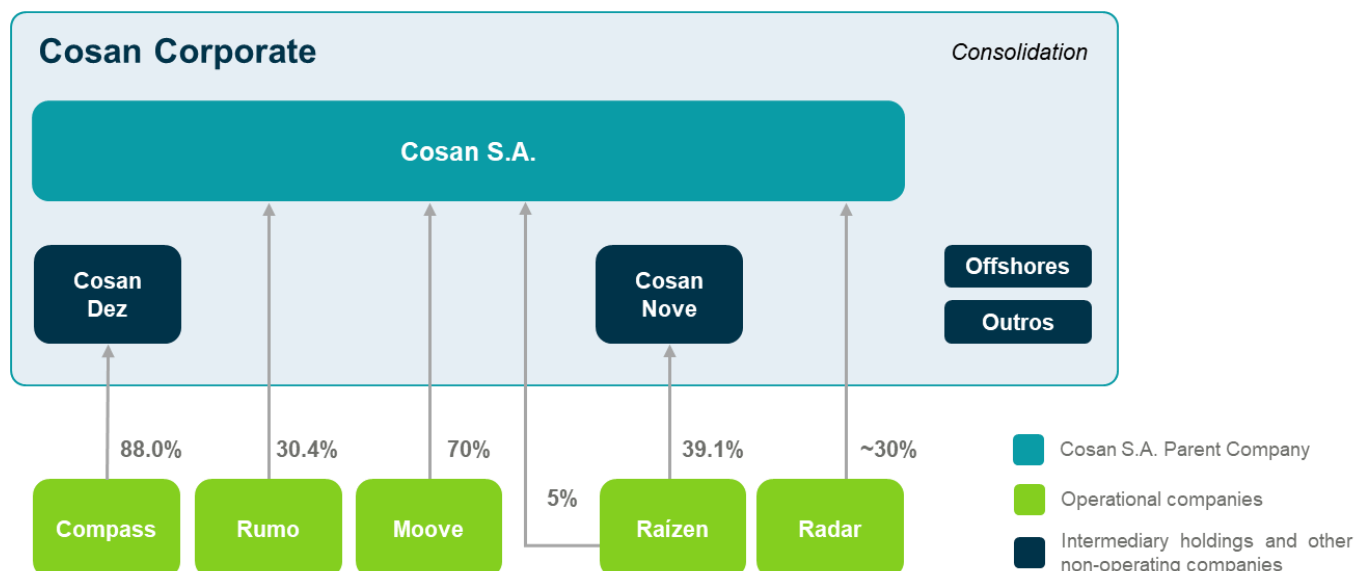 Cosan Corporate
Consolidation
Cosan S.A.
Cosan
Dez
Cosan
Nove
Offshores
Outros
88.0%
30.4%
70%
5%
39.1%
~30%
Compass
Rumo
Moove
Raízen
Radar
Cosan S.A. Parent Company
Operational companies
Intermediary holdings and other
non-operating companies